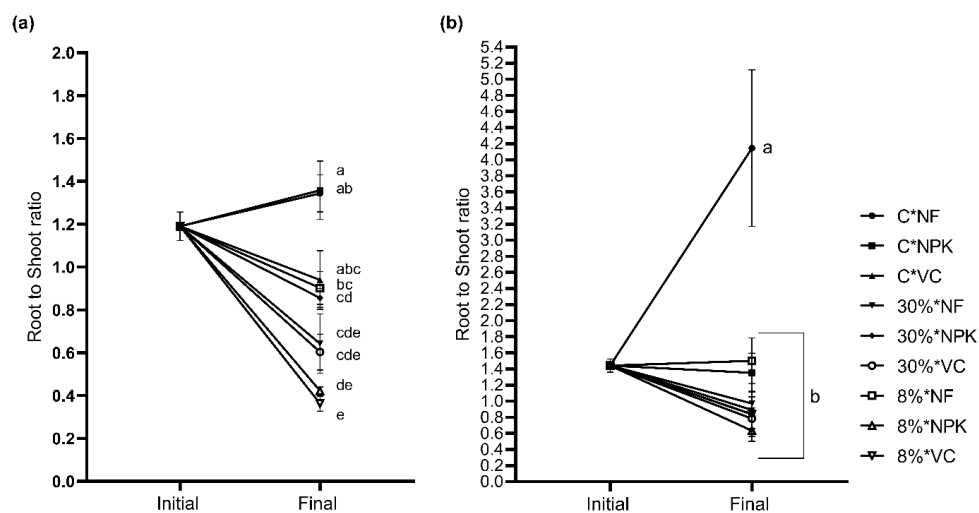 (a)
Root to Shoot ratio
2.0
1.8
1.6
1.4
1.2
1.0
0.8
0.6
0.4
0.2
0.0
a
ab
abc
bc
cd
cde
cde
de
e
Initial
Final
(b)
Root to Shoot ratio
5.4
5.2
5.0
4.8
4.6
4.4
4.2
4.0
3.8
3.6
3.4
3.2
3.0
2.8
2.6
2.4
2.2
2.0
1.8
1.6
1.4
1.2
1.0
0.8
0.6
0.4
0.2
0.0
a
b
Initial
Final
C*NF
C*NPK
C*VC
30%*NF
30%*NPK
30%*VC
8%*NF
8%*NPK
8%*VC